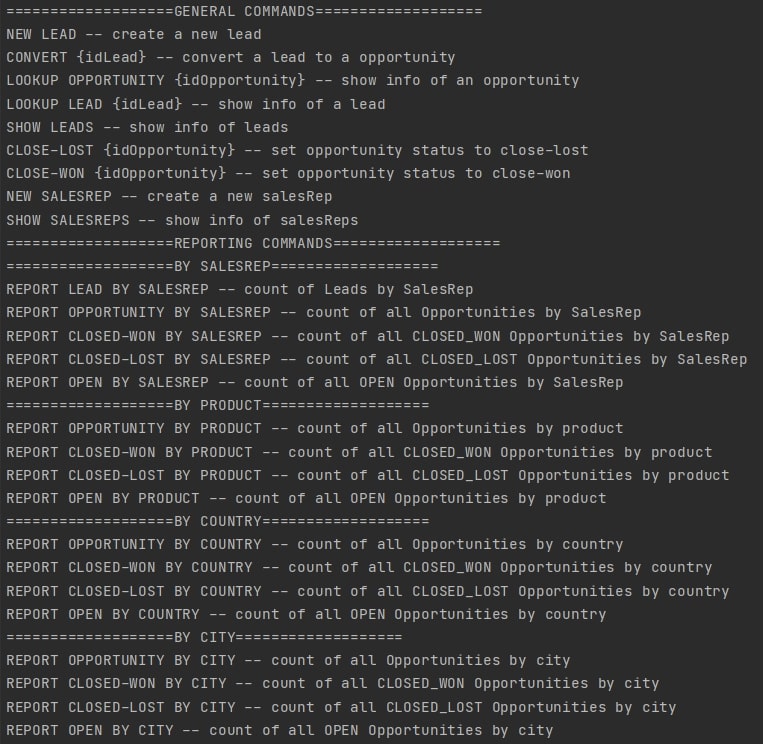 ===================GENERAL COMMANDS===================
NEW LEAD -- create a new lead
CONVERT {idLead} -- convert a lead to a opportunity
LOOKUP OPPORTUNITY {idOpportunity} -- show info of an opportunity
LOOKUP LEAD {idLead} -- show info of a lead
SHOW LEADS -- show info of leads
CLOSE-LOST {idOpportunity} -- set opportunity status to close-lost
CLOSE-WON {idOpportunity} -- set opportunity status to close-won
NEW SALESREP -- create a new salesRep
SHOW SALESREPS -- show info of salesReps
===================REPORTING COMMANDS===================
===================BY SALESREP===================
REPORT LEAD BY SALESREP -- count of Leads by SalesRep
REPORT OPPORTUNITY BY SALESREP -- count of all Opportunities by SalesRep
REPORT CLOSED-WON BY SALESREP -- count of all CLOSED_WON Opportunities by SalesRep
REPORT CLOSED-LOST BY SALESREP -- count of all CLOSED_LOST Opportunities by SalesRep
REPORT OPEN BY SALESREP -- count of all OPEN Opportunities by SalesRep
===================BY PRODUCT===================
REPORT OPPORTUNITY BY PRODUCT -- count of all Opportunities by product
REPORT CLOSED-WON BY PRODUCT -- count of all CLOSED_WON Opportunities by product
REPORT CLOSED-LOST BY PRODUCT -- count of all CLOSED_LOST Opportunities by product
REPORT OPEN BY PRODUCT -- count of all OPEN Opportunities by product
===================BY COUNTRY===================
REPORT OPPORTUNITY BY COUNTRY -- count of all Opportunities by country
REPORT CLOSED-WON BY COUNTRY -- count of all CLOSED_WON Opportunities by country
REPORT CLOSED-LOST BY COUNTRY -- count of all CLOSED_LOST Opportunities by country
REPORT OPEN BY COUNTRY -- count of all OPEN Opportunities by country
===================BY CITY===================
REPORT OPPORTUNITY BY CITY -- count of all Opportunities by city
REPORT CLOSED-WON BY CITY -- count of all CLOSED_WON Opportunities by city
REPORT CLOSED-LOST BY CITY -- count of all CLOSED_LOST Opportunities by city
REPORT OPEN BY CITY -- count of all OPEN Opportunities by city